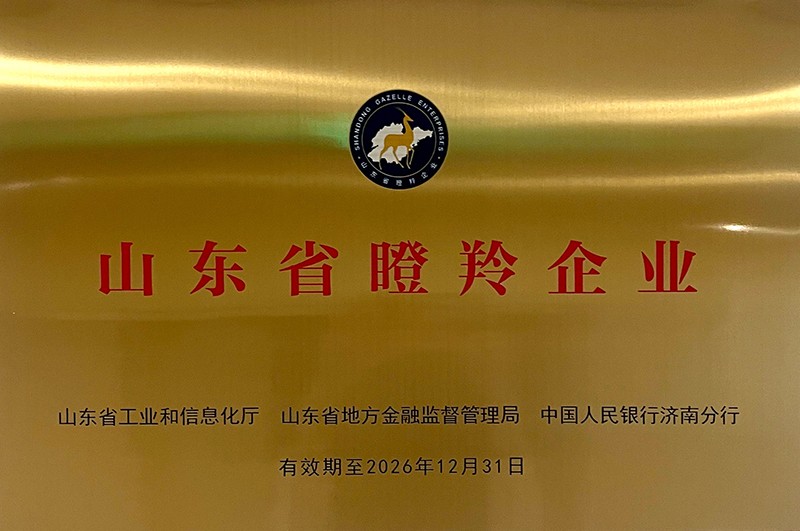 SHANDONG GAZELLE ENTERPRISES
山东省瞪羚企业
山东省瞪羚企业
山东省工业和信息化厅 山东省地方金融监督管理局 中国人民银行济南分行
有效期至2026年12月31日